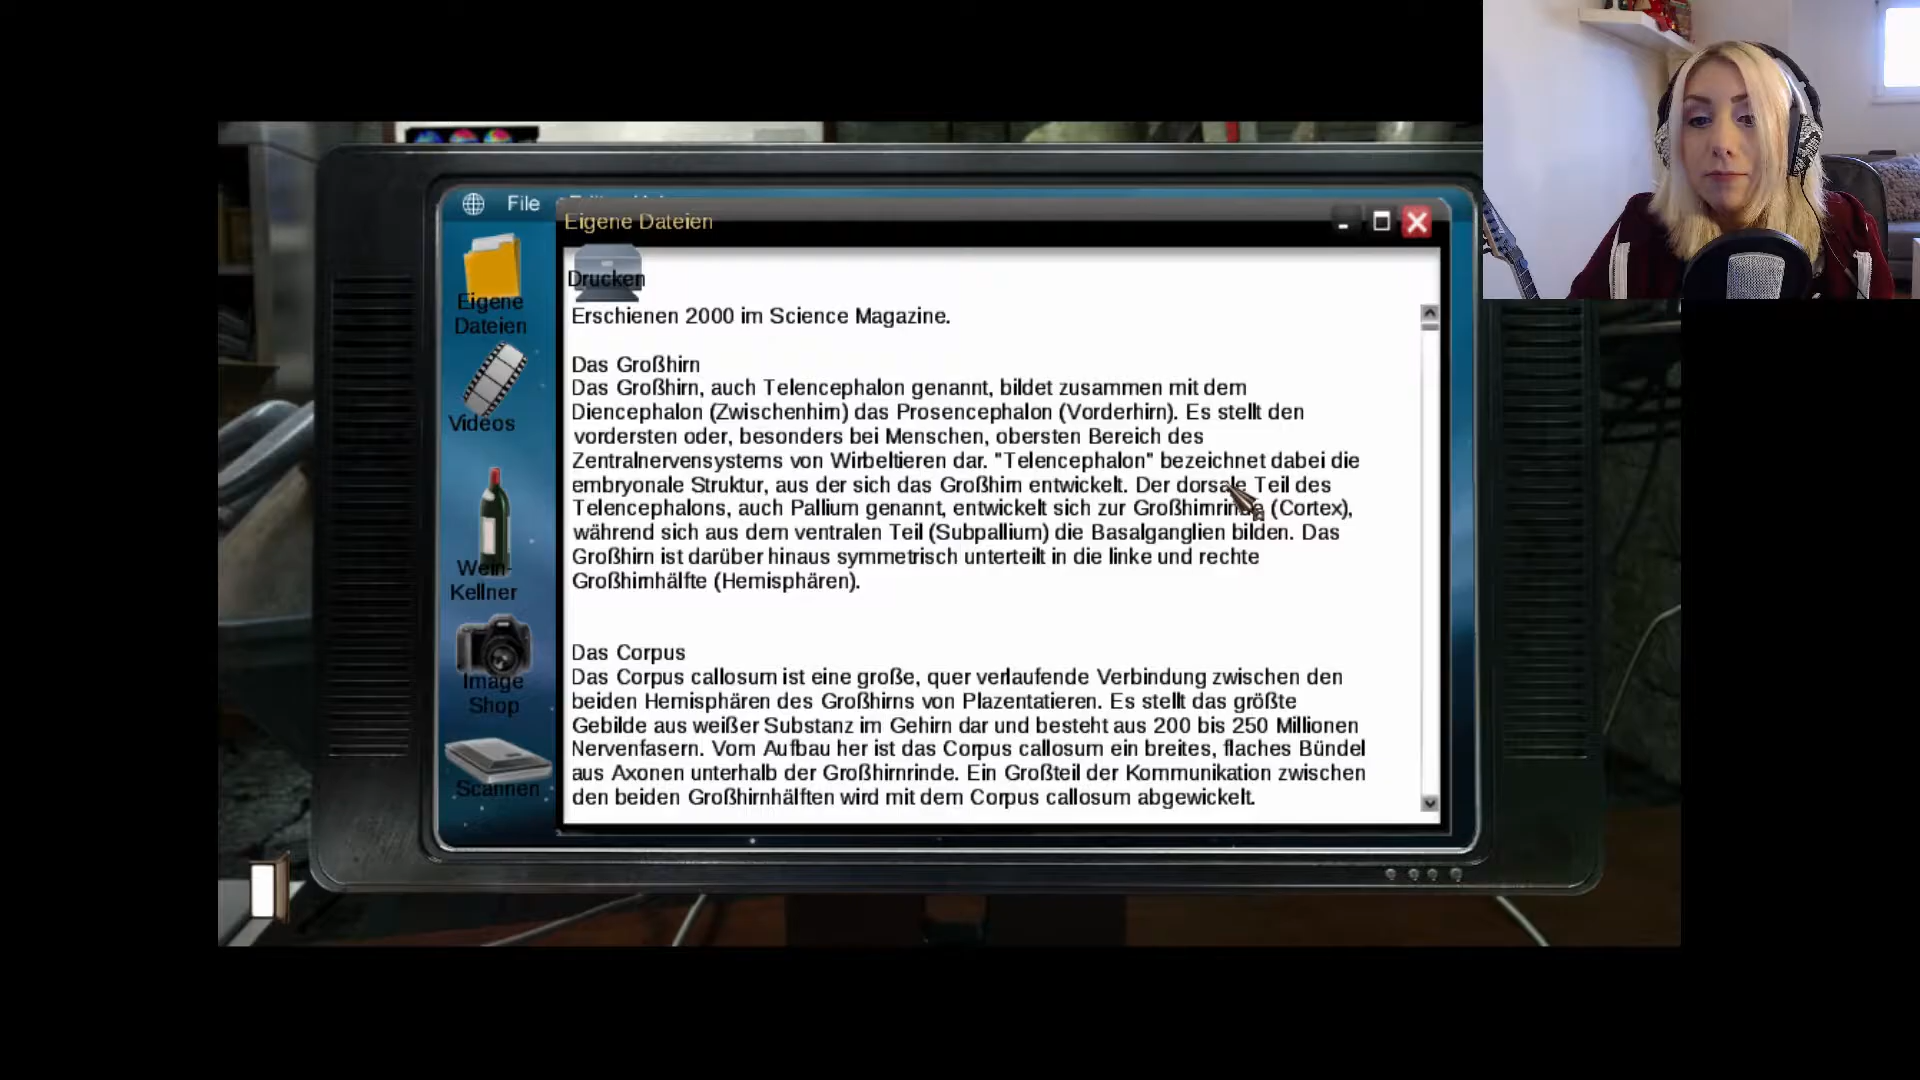 File
Eigene Dateien
Eigene
Dateien
Videos
Wein-
Kellner
Image
Shop
Scannen
Drucken
Erschienen 2000 im Science Magazine.
Das Großhirn
Das Großhirn, auch Telencephalon genannt, bildet zusammen mit dem
Diencephalon (Zwischenhirn) das Prosencephalon (Vorderhirn). Es stellt den
vordersten oder, besonders bei Menschen, obersten Bereich des
Zentralnervensystems von Wirbeltieren dar. "Telencephalon" bezeichnet dabei die
embryonale Struktur, aus der sich das Großhirn entwickelt. Der dorsale Teil des
Telencephalons, auch Pallium genannt, entwickelt sich zur Großhirnrinde (Cortex),
während sich aus dem ventralen Teil (Subpallium) die Basalganglien bilden. Das
Großhirn ist darüber hinaus symmetrisch unterteilt in die linke und rechte
Großhirnhälfte (Hemisphären).
Das Corpus
Das Corpus callosum ist eine große, quer verlaufende Verbindung zwischen den
beiden Hemisphären des Großhirns von Plazentatieren. Es stellt das größte
Gebilde aus weißer Substanz im Gehirn dar und besteht aus 200 bis 250 Millionen
Nervenfasern. Vom Aufbau her ist das Corpus callosum ein breites, flaches Bündel
aus Axonen unterhalb der Großhirnrinde. Ein Großteil der Kommunikation zwischen
den beiden Großhirnhälften wird mit dem Corpus callosum abgewickelt.